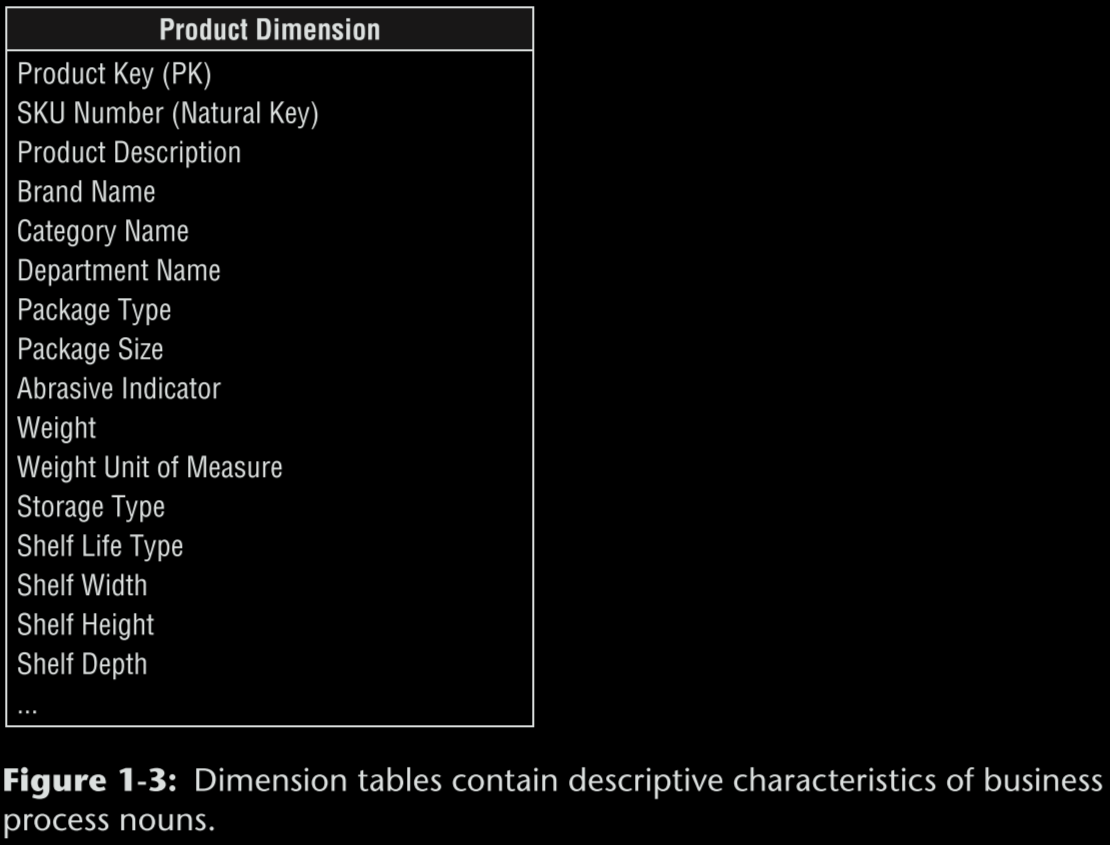 Product Dimension
Product Key (PK)
SKU Number (Natural Key)
Product Description
Brand Name
Category Name
Department Name
Package Type
Package Size
Abrasive Indicator
Weight
Weight Unit of Measure
Storage Type
Shelf Life Type
Shelf Width
Shelf Height
Shelf Depth
...
Figure 1-3: Dimension tables contain descriptive characteristics of business
process nouns.